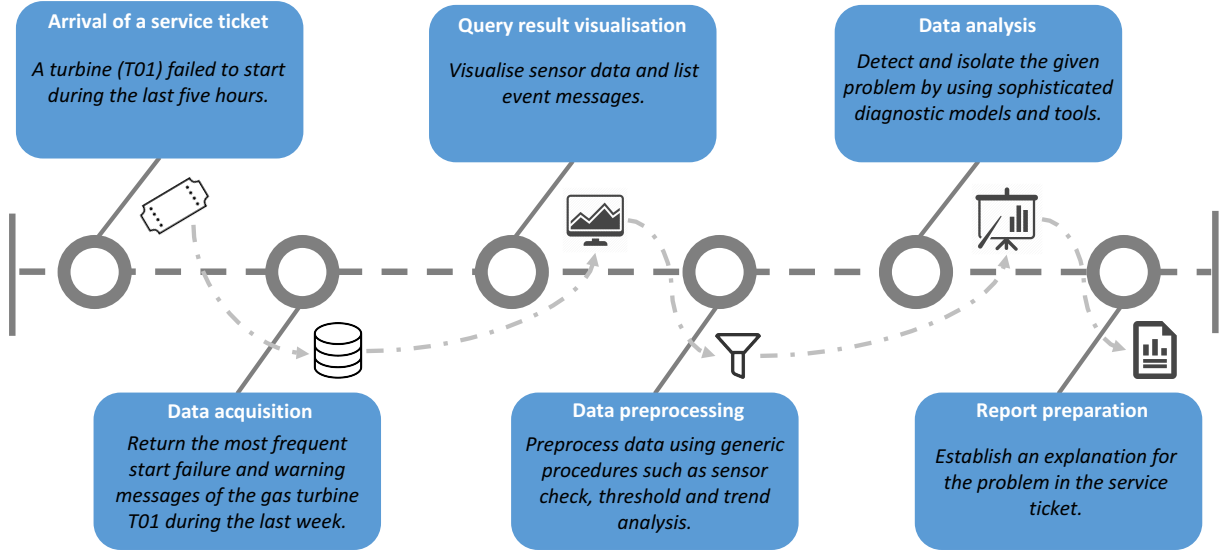 Arrival of a service ticket
A turbine (T01) failed to start
during the last five hours.
Query result visualisation
Visualise sensor data and list
event messages.
Data analysis
Detect and isolate the given
problem by using sophisticated
diagnostic models and tools.
Data acquisition
Return the most frequent
start failure and warning
messages of the gas turbine
T01 during the last week.
Data preprocessing
Preprocess data using generic
procedures such as sensor
check, threshold and trend
analysis.
Report preparation
Establish an explanation for
the problem in the service
ticket.